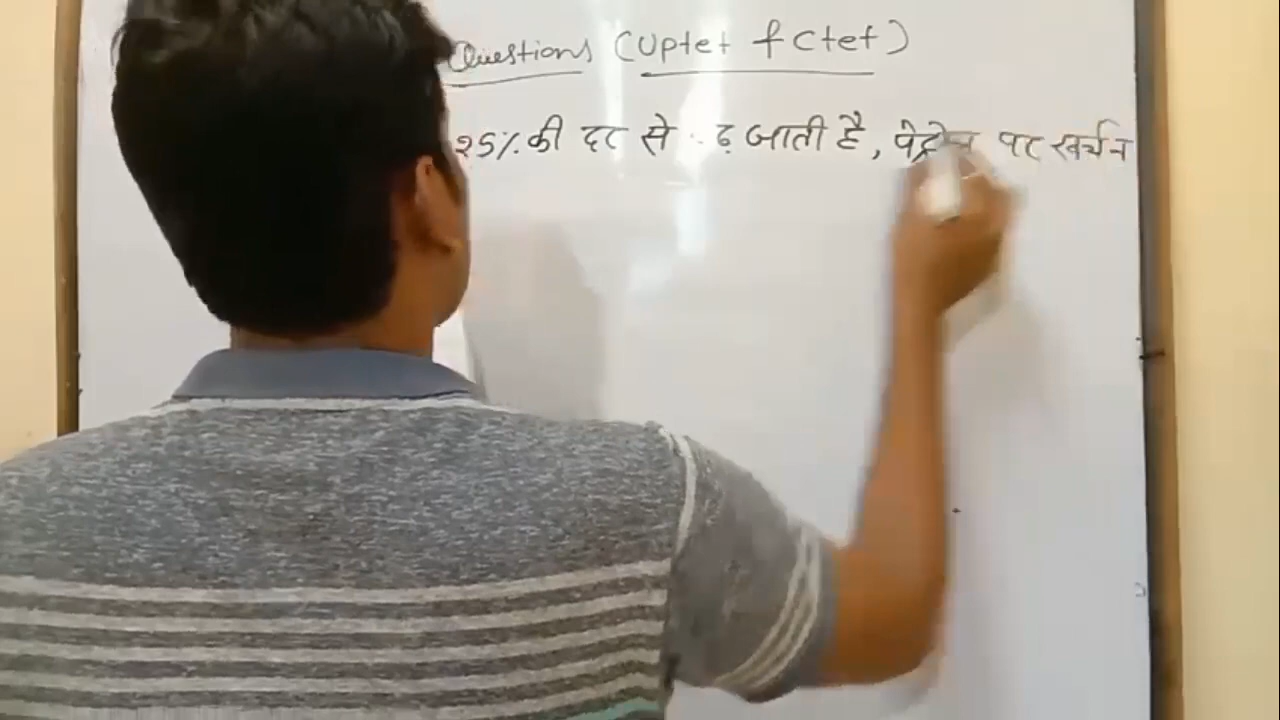 Questions (Uptet & Ctet)
25% की दर से बढ़ जाती है, पेट्रोल पर खर्च न